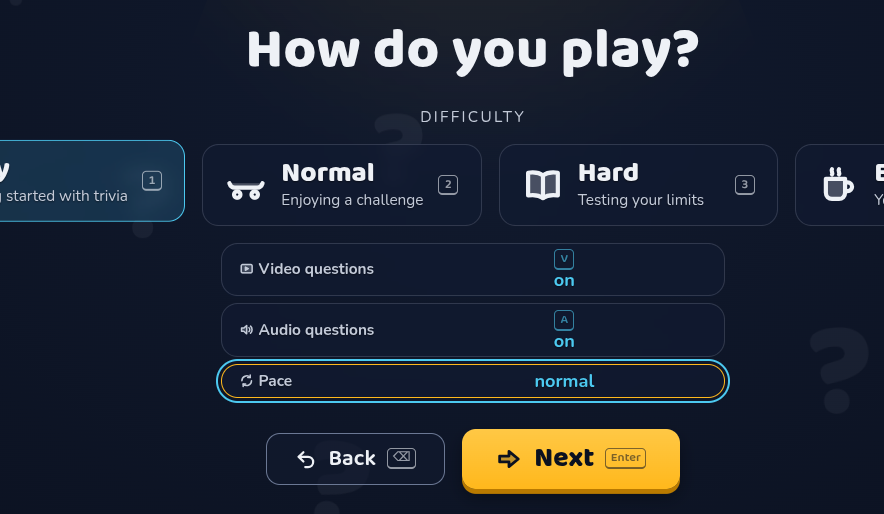 How do you play?
DIFFICULTY
y
started with trivia
1
Normal
Enjoying a challenge
2
Hard
Testing your limits
3
Video questions
V
on
Audio questions
A
on
Pace
normal
Back
Next
Enter